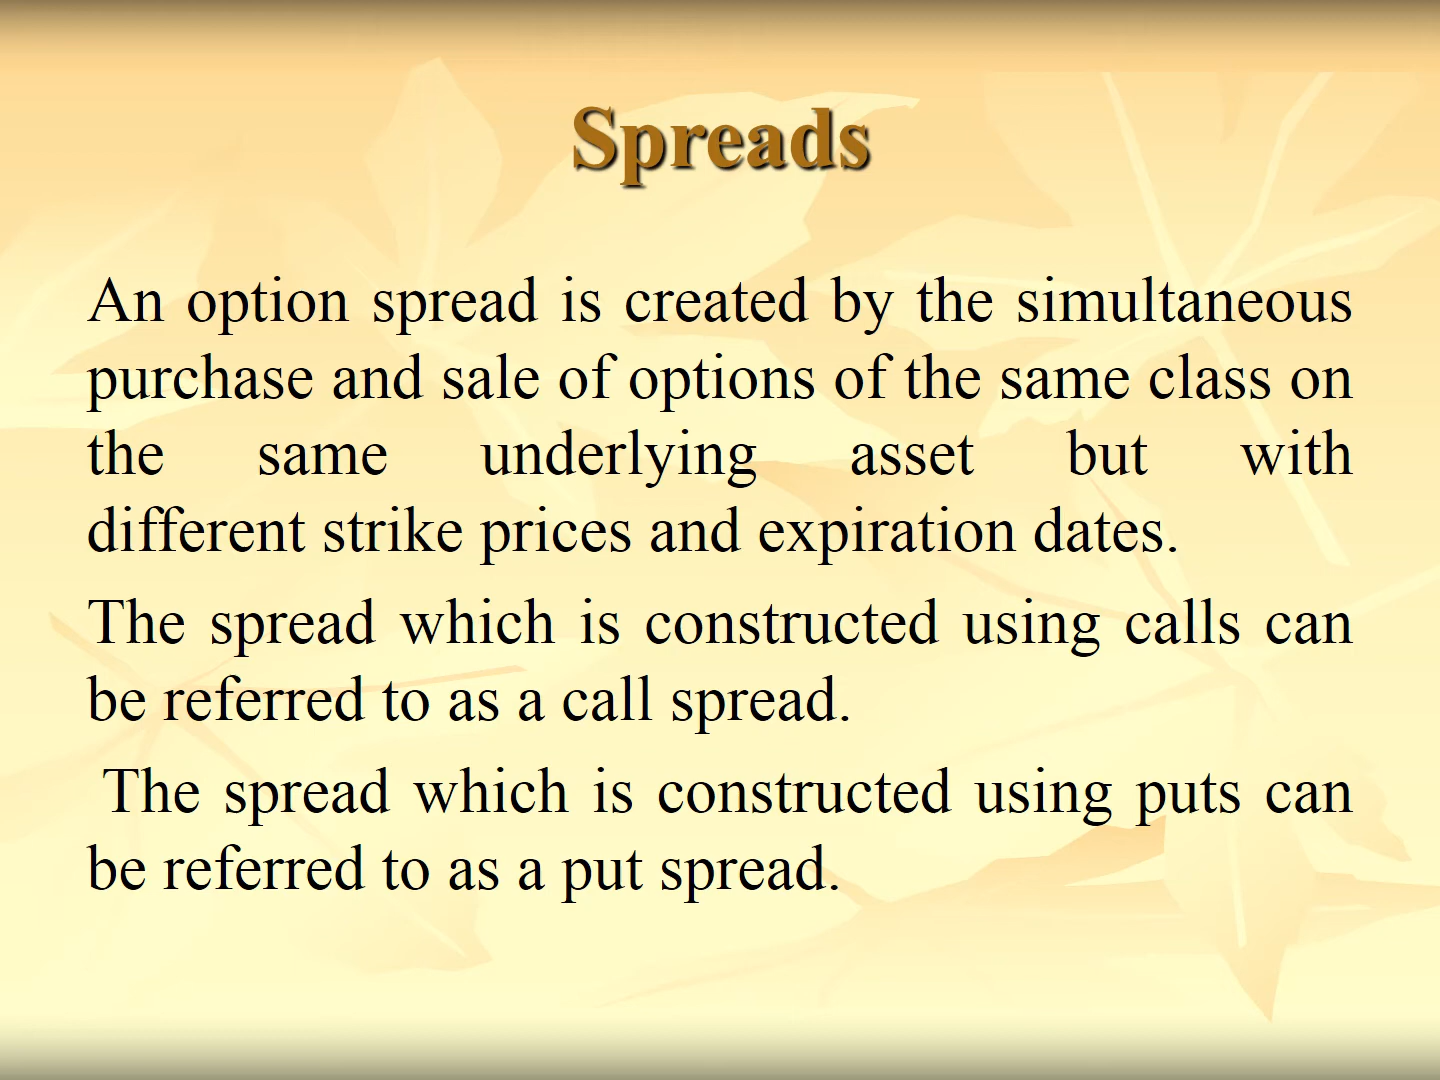 Spreads
An option spread is created by the simultaneous
purchase and sale of options of the same class on
the same underlying asset but with
different strike prices and expiration dates.
The spread which is constructed using calls can
be referred to as a call spread.
The spread which is constructed using puts can
be referred to as a put spread.